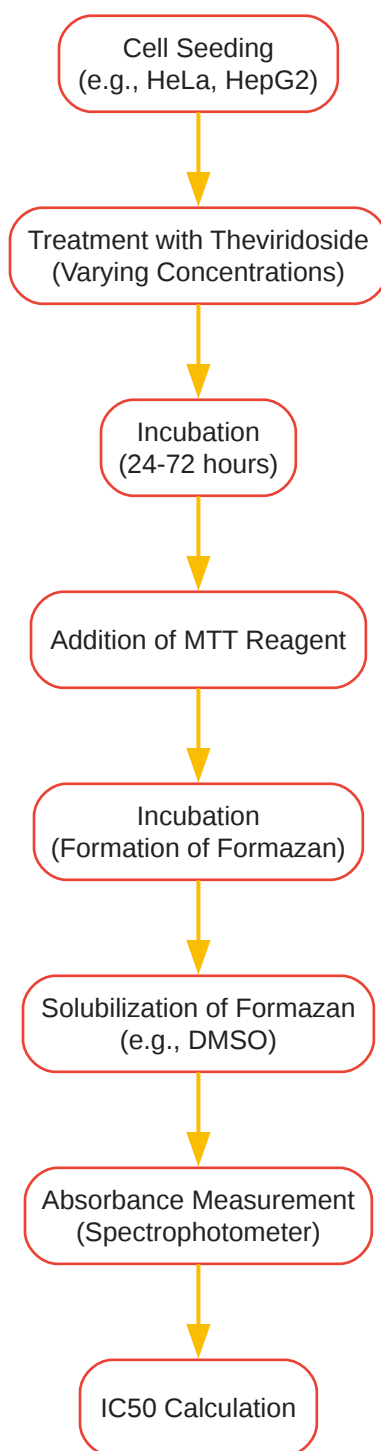 Cell Seeding
(e.g., HeLa, HepG2)
Treatment with Theviridoside
(Varying Concentrations)
Incubation
(24-72 hours)
Addition of MTT Reagent
Incubation
(Formation of Formazan)
Solubilization of Formazan
(e.g., DMSO)
Absorbance Measurement
(Spectrophotometer)
IC50 Calculation